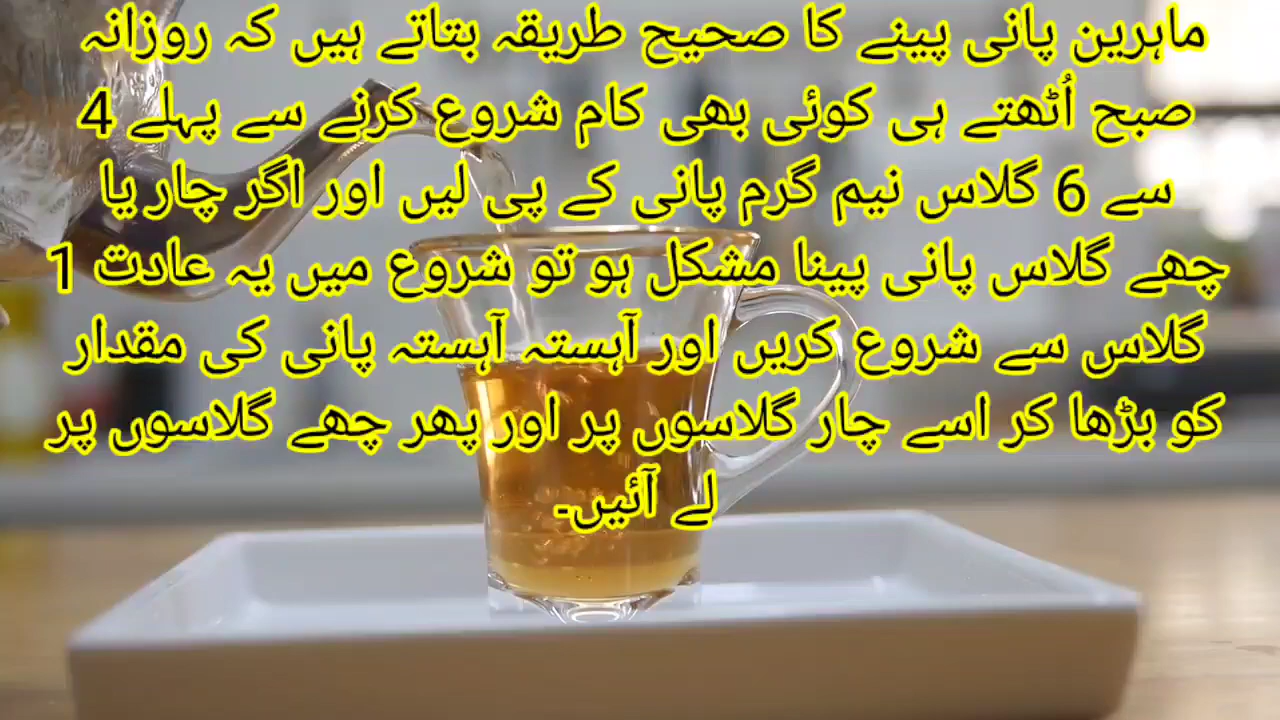 ماہرین پانی پینے کا صحیح طریقہ بتاتے ہیں کہ روزانہ
صبح اُٹھتے ہی کوئی بھی کام شروع کرنے سے پہلے 4
سے 6 گلاس نیم گرم پانی کے پی لیں اور اگر چار یا
چھے گلاس پانی پینا مشکل ہو تو شروع میں یہ عادت 1
گلاس سے شروع کریں اور آہستہ آہستہ پانی کی مقدار
کو بڑھا کر اسے چار گلاسوں پر اور پھر چھے گلاسوں پر
لے آئیں۔